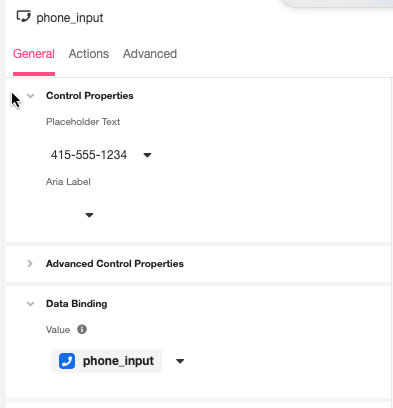 phone_input
General Actions Advanced
Control Properties
Placeholder Text
415-555-1234
Aria Label
Advanced Control Properties
Data Binding
Value
phone_input